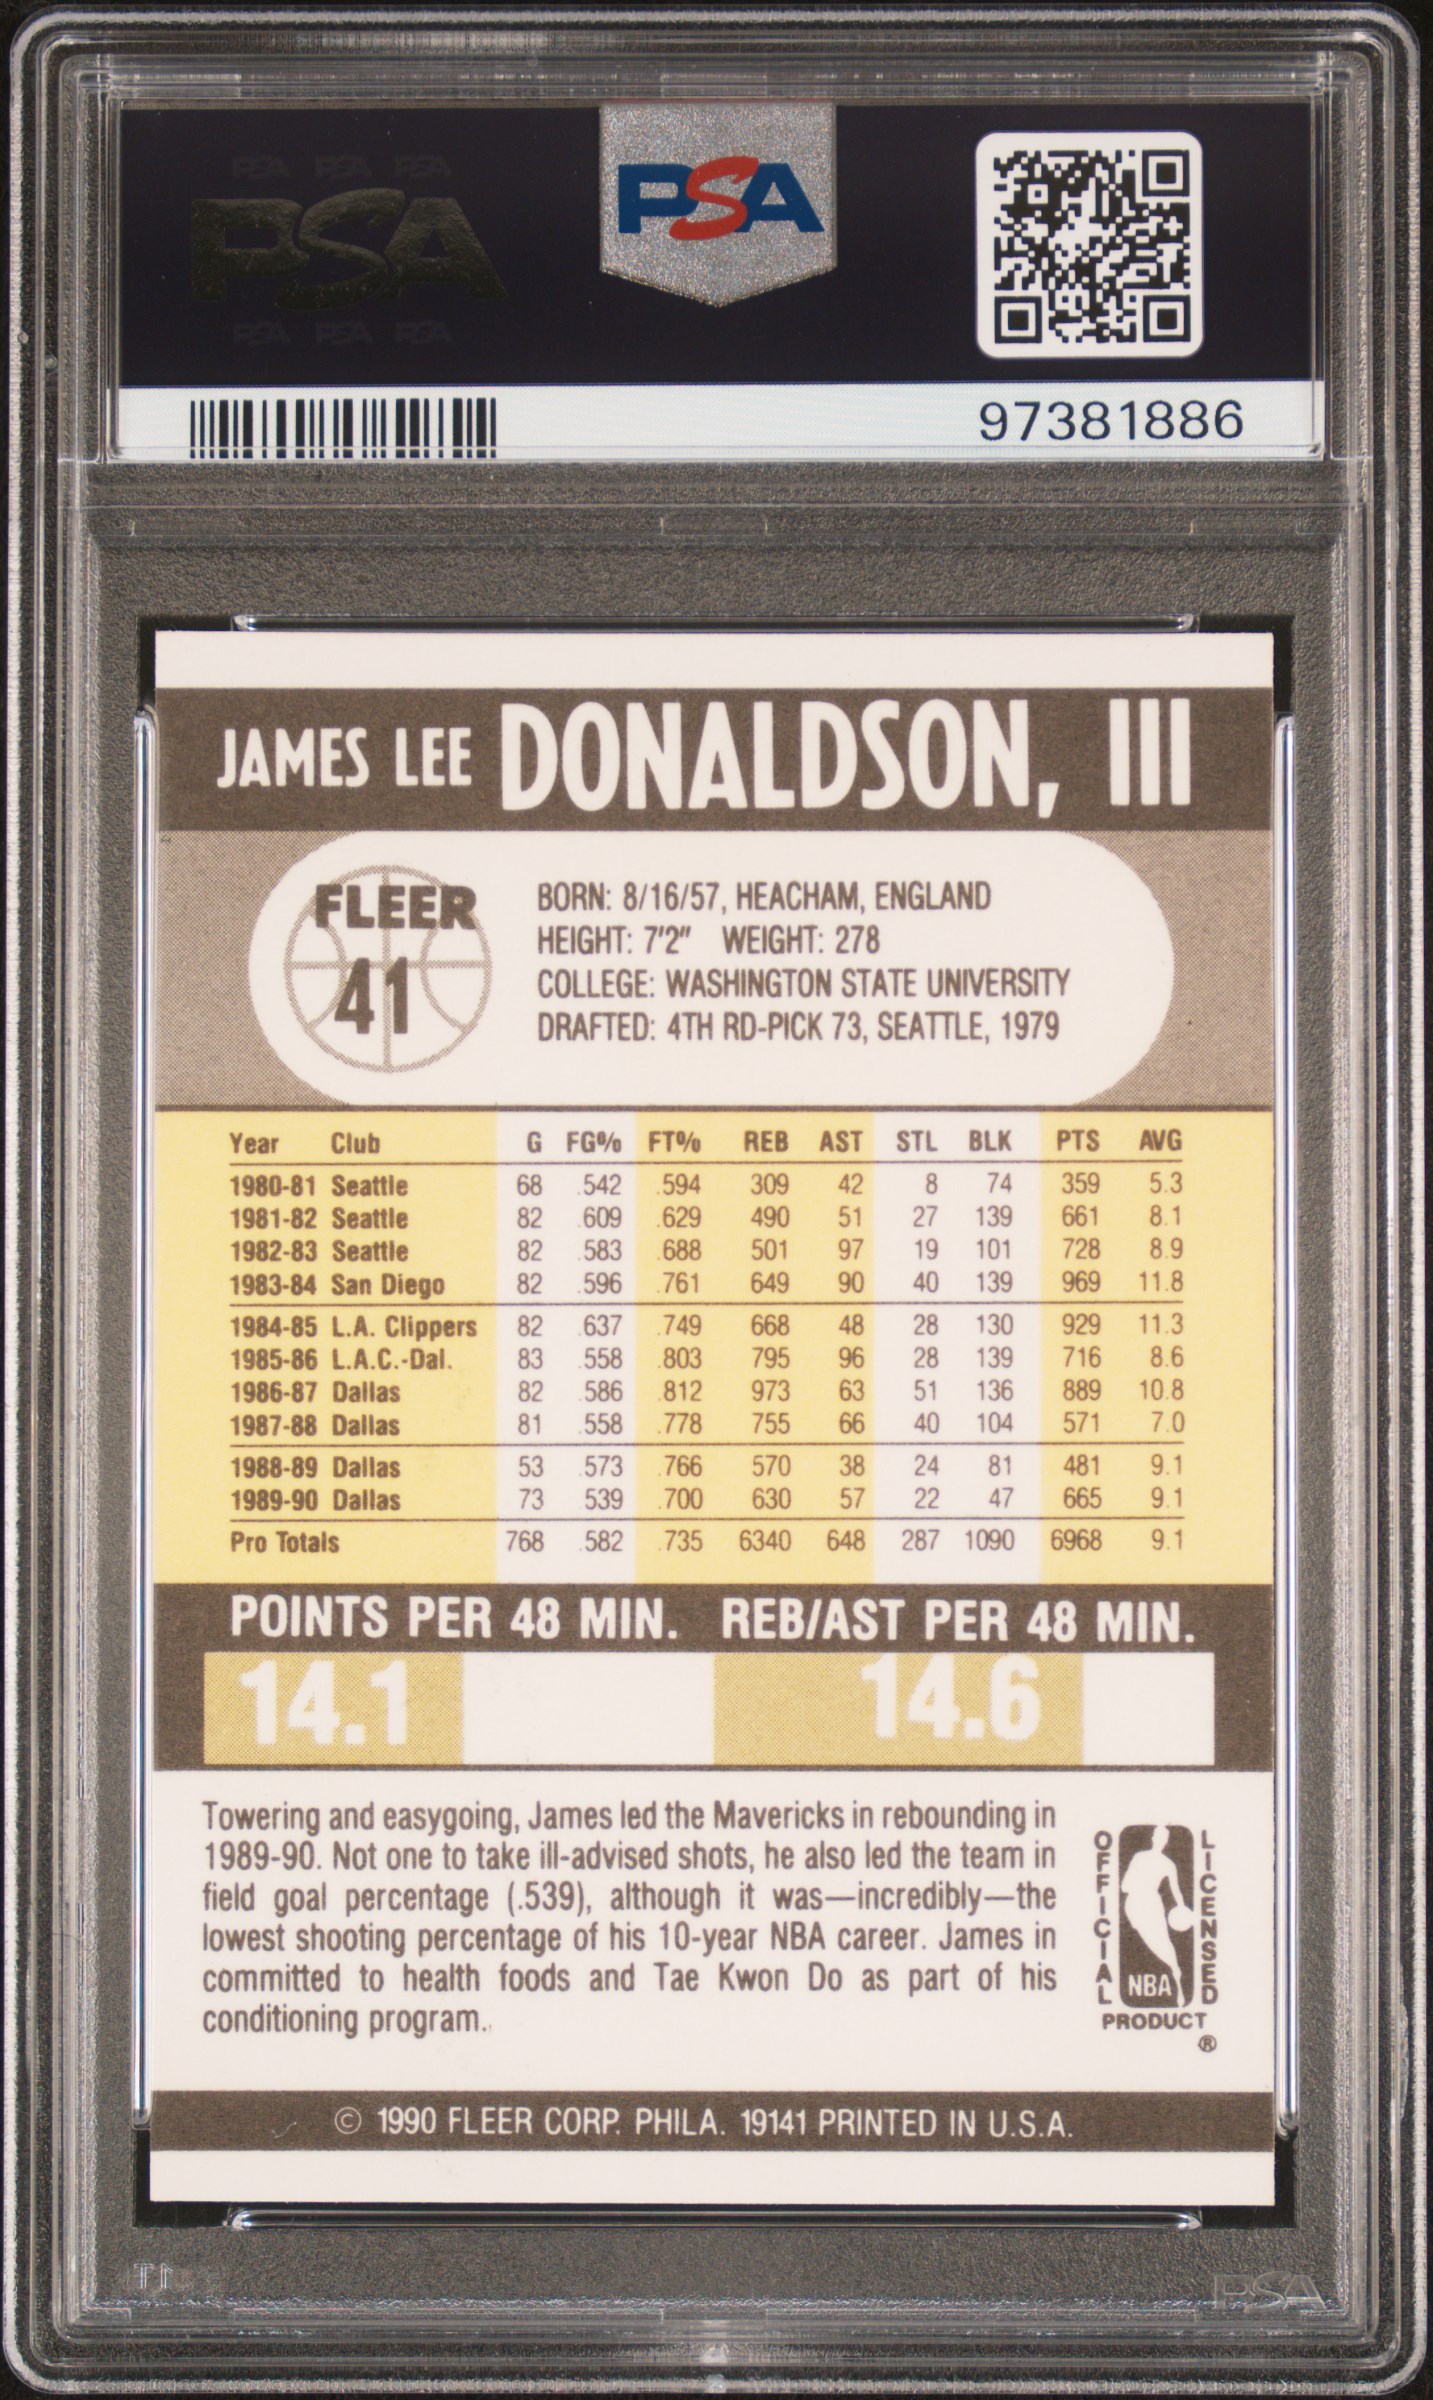 PSA PSA PSA
PSA
PSA PSA PSA
PSA
97381886
JAMES LEE DONALDSON, III
FLEER
41
BORN: 8/16/57, HEACHAM, ENGLAND
HEIGHT: 7'2" WEIGHT: 278
COLLEGE: WASHINGTON STATE UNIVERSITY
DRAFTED: 4TH RD-PICK 73, SEATTLE, 1979
Year Club G FG% FT% REB AST STL BLK PTS AVG
1980-81 Seattle 68 .542 .594 309 42 8 74 359 5.3
1981-82 Seattle 82 .609 .629 490 51 27 139 661 8.1
1982-83 Seattle 82 .583 .688 501 97 19 101 728 8.9
1983-84 San Diego 82 .596 .761 649 90 40 139 969 11.8
1984-85 L.A. Clippers 82 .637 .749 668 48 28 130 929 11.3
1985-86 L.A.C.-Dal. 83 .558 .803 795 96 28 139 716 8.6
1986-87 Dallas 82 .586 .812 973 63 51 136 889 10.8
1987-88 Dallas 81 .558 .778 755 66 40 104 571 7.0
1988-89 Dallas 53 .573 .766 570 38 24 81 481 9.1
1989-90 Dallas 73 .539 .700 630 57 22 47 665 9.1
Pro Totals 768 .582 .735 6340 648 287 1090 6968 9.1
POINTS PER 48 MIN. REB/AST PER 48 MIN.
14.1 14.6
Towering and easygoing, James led the Mavericks in rebounding in
1989-90. Not one to take ill-advised shots, he also led the team in
field goal percentage (.539), although it was—incredibly—the
lowest shooting percentage of his 10-year NBA career. James in
committed to health foods and Tae Kwon Do as part of his
conditioning program.
OFFICIAL LICENSED
NBA
PRODUCT
®
© 1990 FLEER CORP. PHILA. 19141 PRINTED IN U.S.A.
PSA